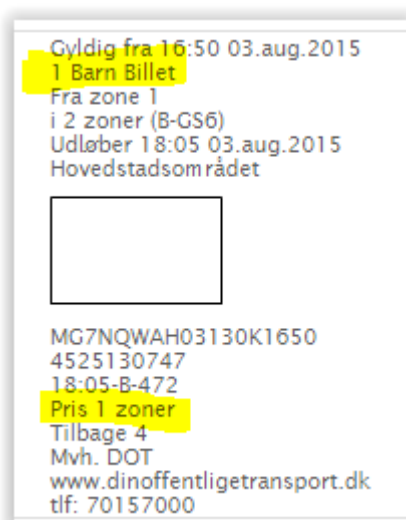 Gyldig fra 16:50 03.aug.2015
1 Barn Billet
Fra zone 1
i 2 zoner (B-GS6)
Udløber 18:05 03.aug.2015
Hovedstadsområdet
MG7NQWAH03130K1650
4525130747
18:05-B-472
Pris 1 zoner
Tilbage 4
Mvh. DOT
www.dinoffentligetransport.dk
tlf: 70157000